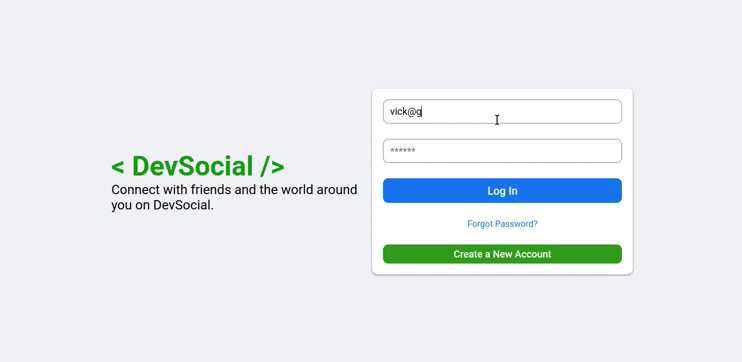 < DevSocial />
Connect with friends and the world around
you on DevSocial.
vick@g
******
Log In
Forgot Password?
Create a New Account